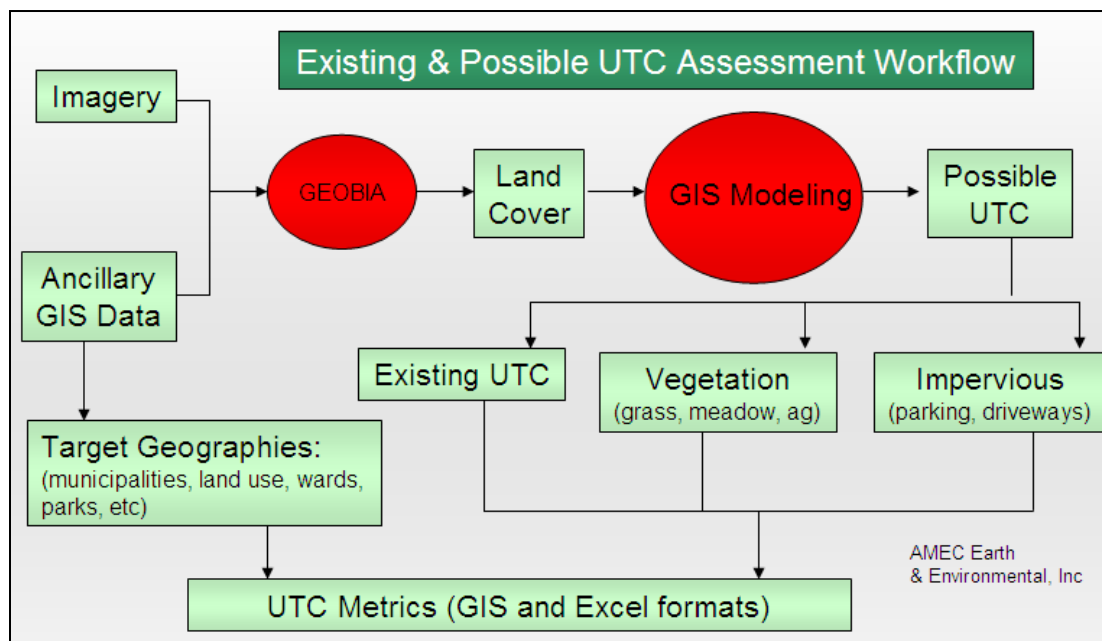 Existing & Possible UTC Assessment Workflow
Imagery
GEOBIA
Land
Cover
GIS Modeling
Possible
UTC
Ancillary
GIS Data
Existing UTC
Vegetation
(grass, meadow, ag)
Impervious
(parking, driveways)
Target Geographies:
(municipalities, land use, wards,
parks, etc)
AMEC Earth
& Environmental, Inc
UTC Metrics (GIS and Excel formats)